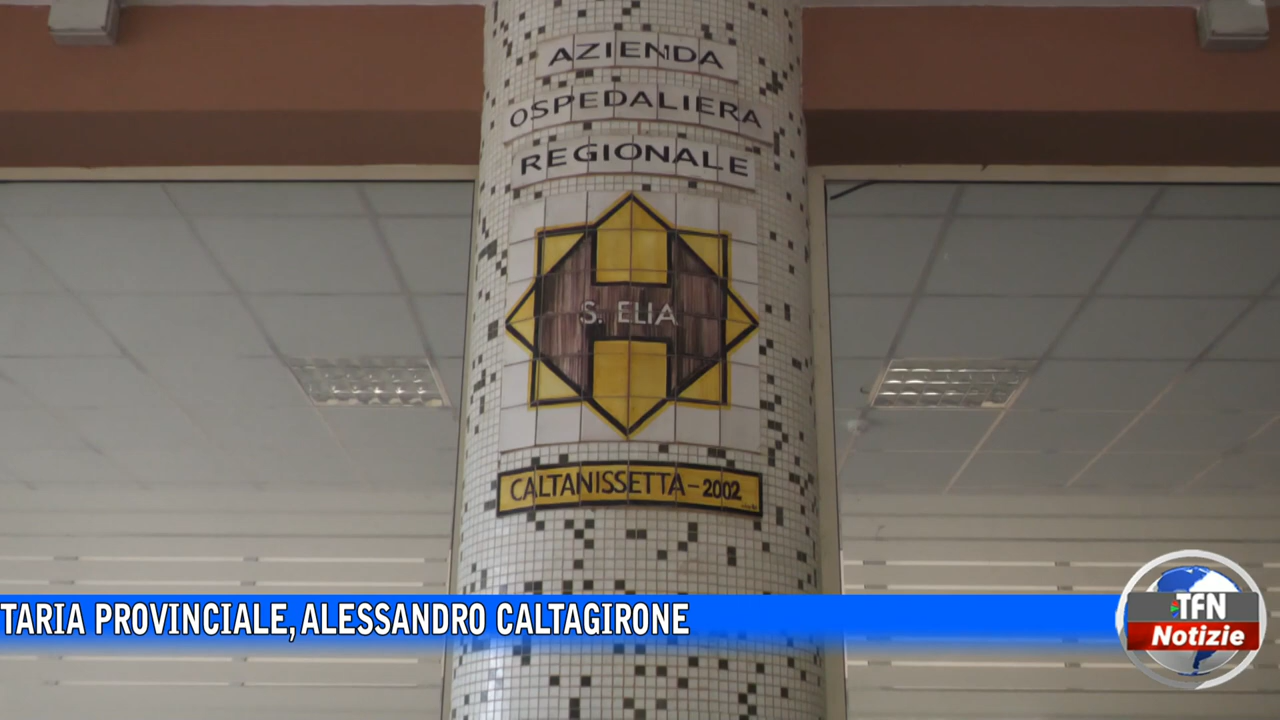 AZIENDA
OSPEDALIERA
REGIONALE
S. ELIA
CALTANISSETTA - 2002
TARIA PROVINCIALE, ALESSANDRO CALTAGIRONE
TFN
Notizie